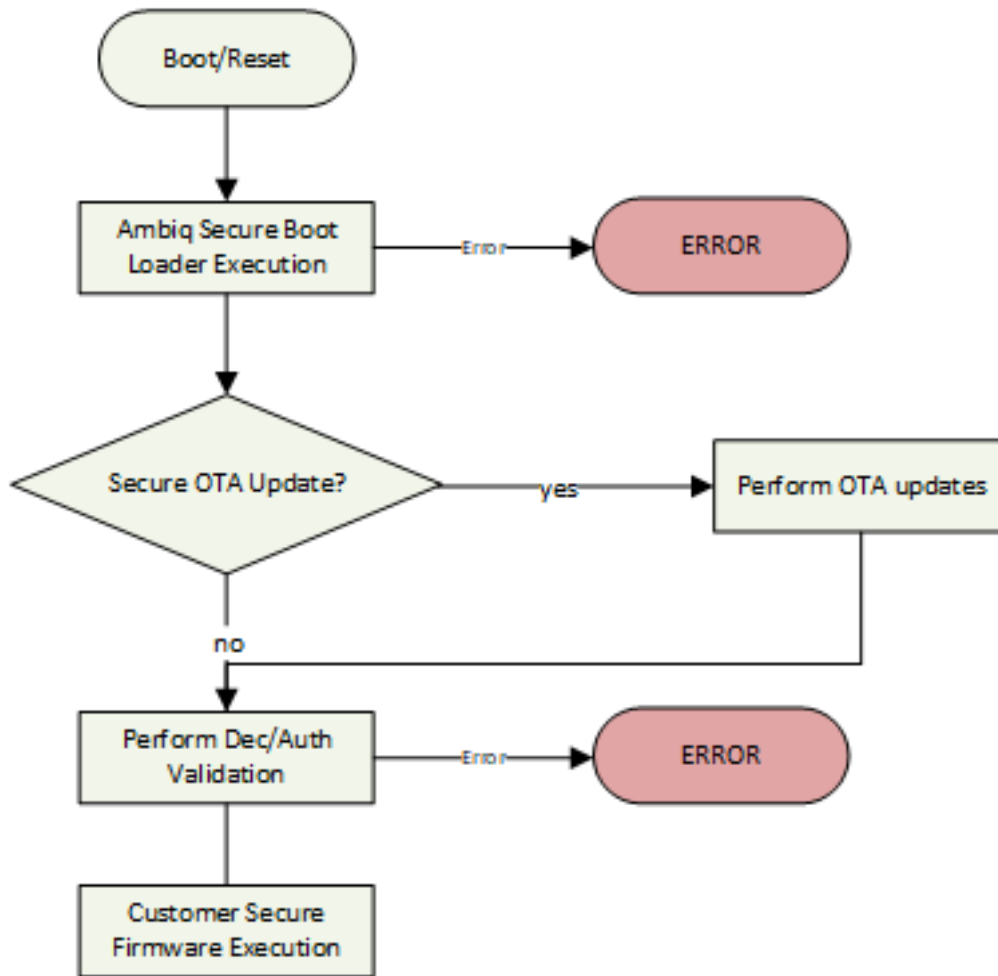 Boot/Reset
Ambiq Secure Boot
Loader Execution
Error
ERROR
Secure OTA Update?
yes
Perform OTA updates
no
Perform Dec/Auth
Validation
Error
ERROR
Customer Secure
Firmware Execution